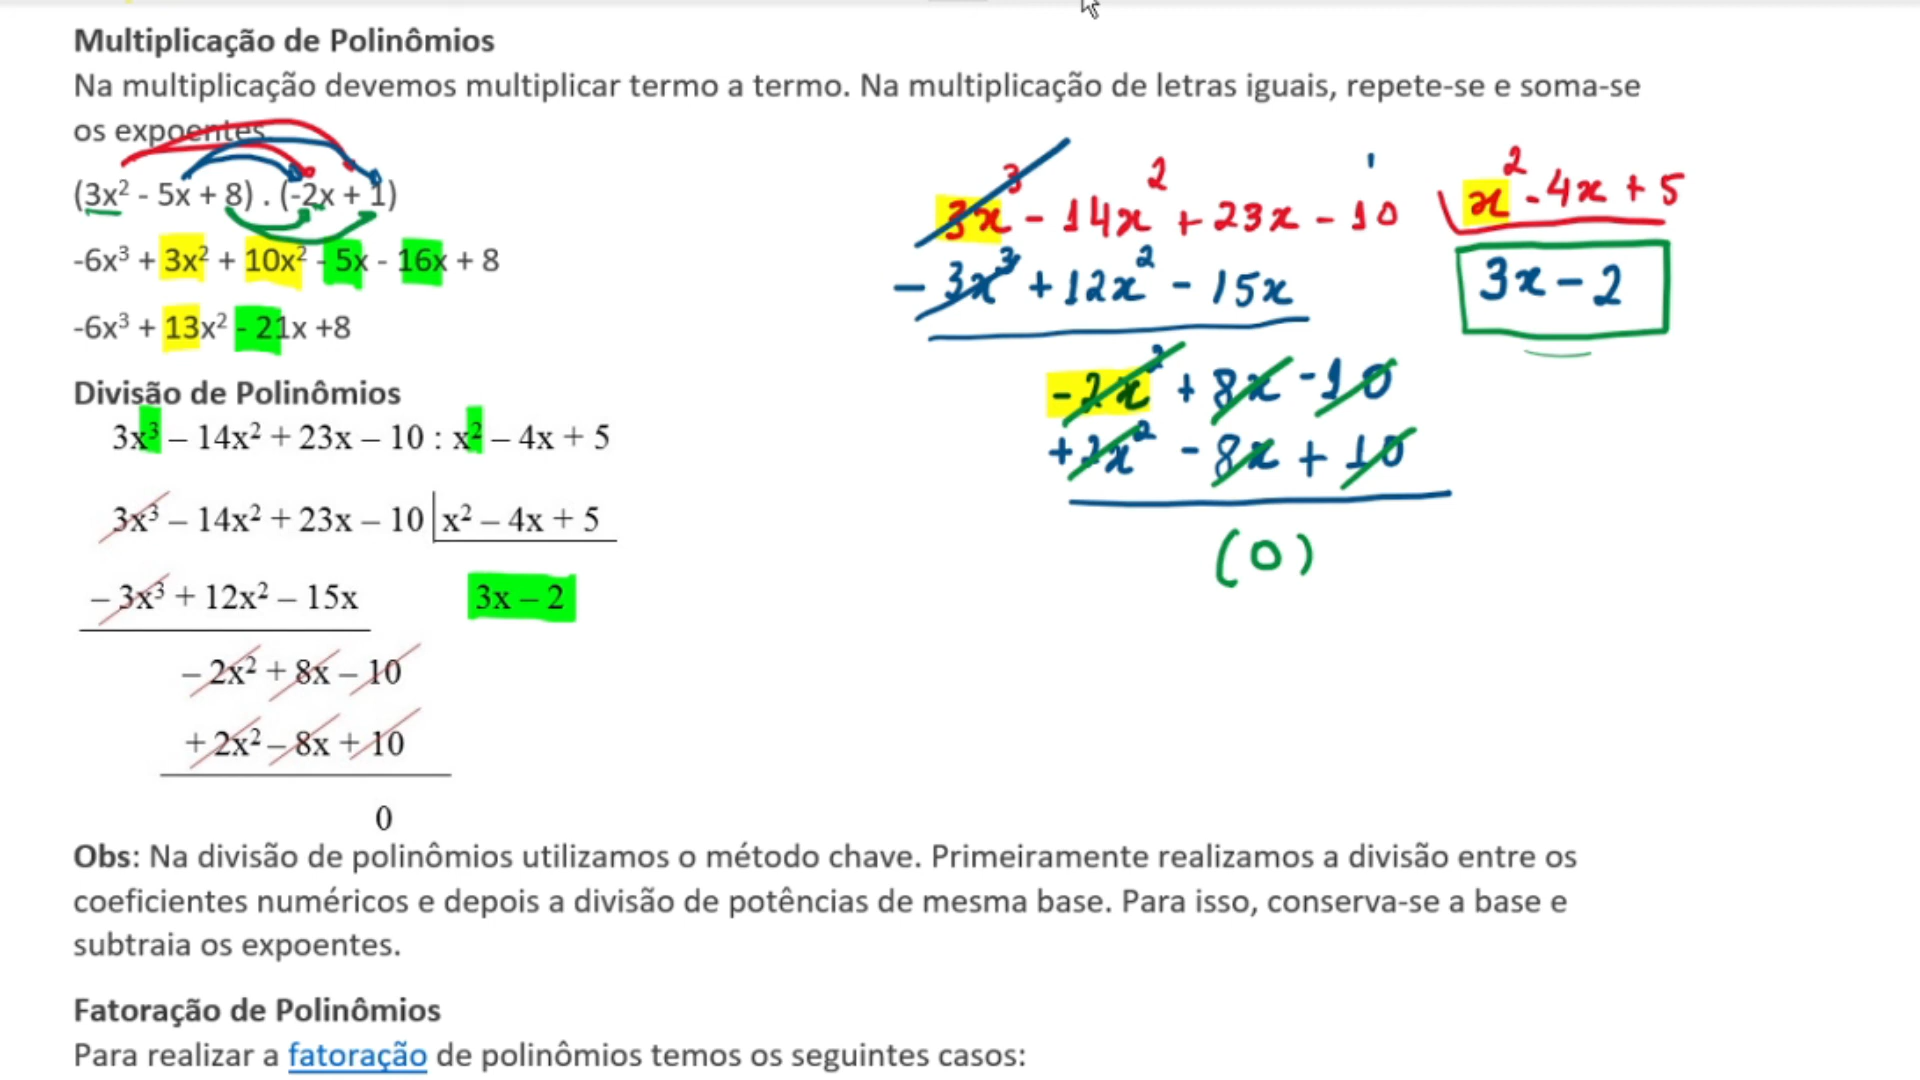 Multiplicação de Polinômios
Na multiplicação devemos multiplicar termo a termo. Na multiplicação de letras iguais, repete-se e soma-se
os expoentes
(3x² - 5x + 8) . (-2x + 1)
-6x³ + 3x² + 10x² - 5x - 16x + 8
-6x³ + 13x² - 21x +8
Divisão de Polinômios
3x³ – 14x² + 23x – 10 : x² – 4x + 5
3x³ – 14x² + 23x – 10 x² – 4x + 5
– 3x³ + 12x² – 15x 3x – 2
– 2x² + 8x – 10
+ 2x² – 8x + 10
0
3x³ - 14x² + 23x - 10 x² - 4x + 5
- 3x³ + 12x² - 15x 3x - 2
- 2x² + 8x - 10
+ 2x² - 8x + 10
(0)
Obs: Na divisão de polinômios utilizamos o método chave. Primeiramente realizamos a divisão entre os
coeficientes numéricos e depois a divisão de potências de mesma base. Para isso, conserva-se a base e
subtraia os expoentes.
Fatoração de Polinômios
Para realizar a fatoração de polinômios temos os seguintes casos: